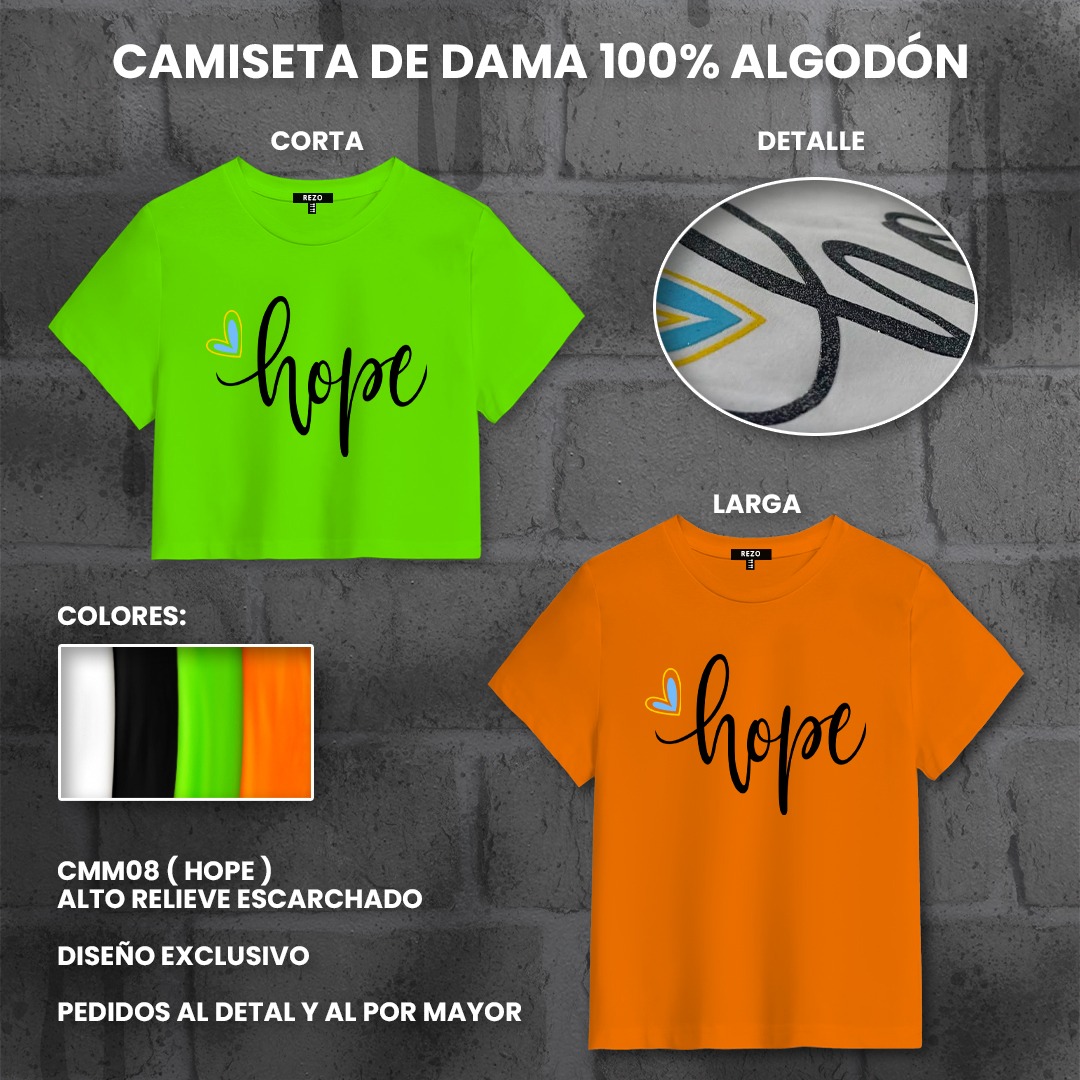 CAMISETA DE DAMA 100% ALGODÓN
CORTA
DETALLE
REZO
hope
LARGA
REZO
hope
COLORES:
CMM08 ( HOPE )
ALTO RELIEVE ESCARCHADO
DISEÑO EXCLUSIVO
PEDIDOS AL DETAL Y AL POR MAYOR